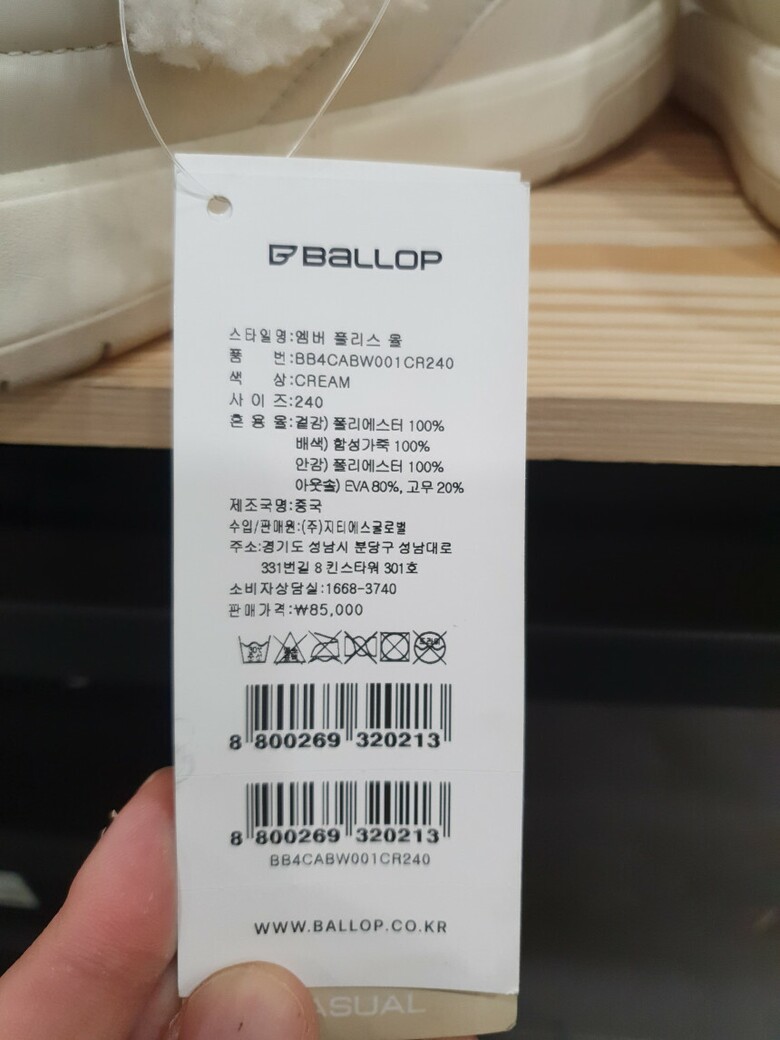 BALLOP
스타일명:엠버 플리스 울
품 번:BB4CABW001CR240
색 상:CREAM
사 이 즈:240
혼 용 율:겉감) 폴리에스터 100%
배색) 합성가죽 100%
안감) 폴리에스터 100%
아웃솔) EVA 80%, 고무 20%
제조국명:중국
수입/판매원:(주)지티에스글로벌
주소:경기도 성남시 분당구 성남대로
331번길 8 킨스타워 301호
소비자상담실:1668-3740
판매가격:₩85,000
8 800269 320213
8 800269 320213
BB4CABW001CR240
WWW.BALLOP.CO.KR
ASUAL